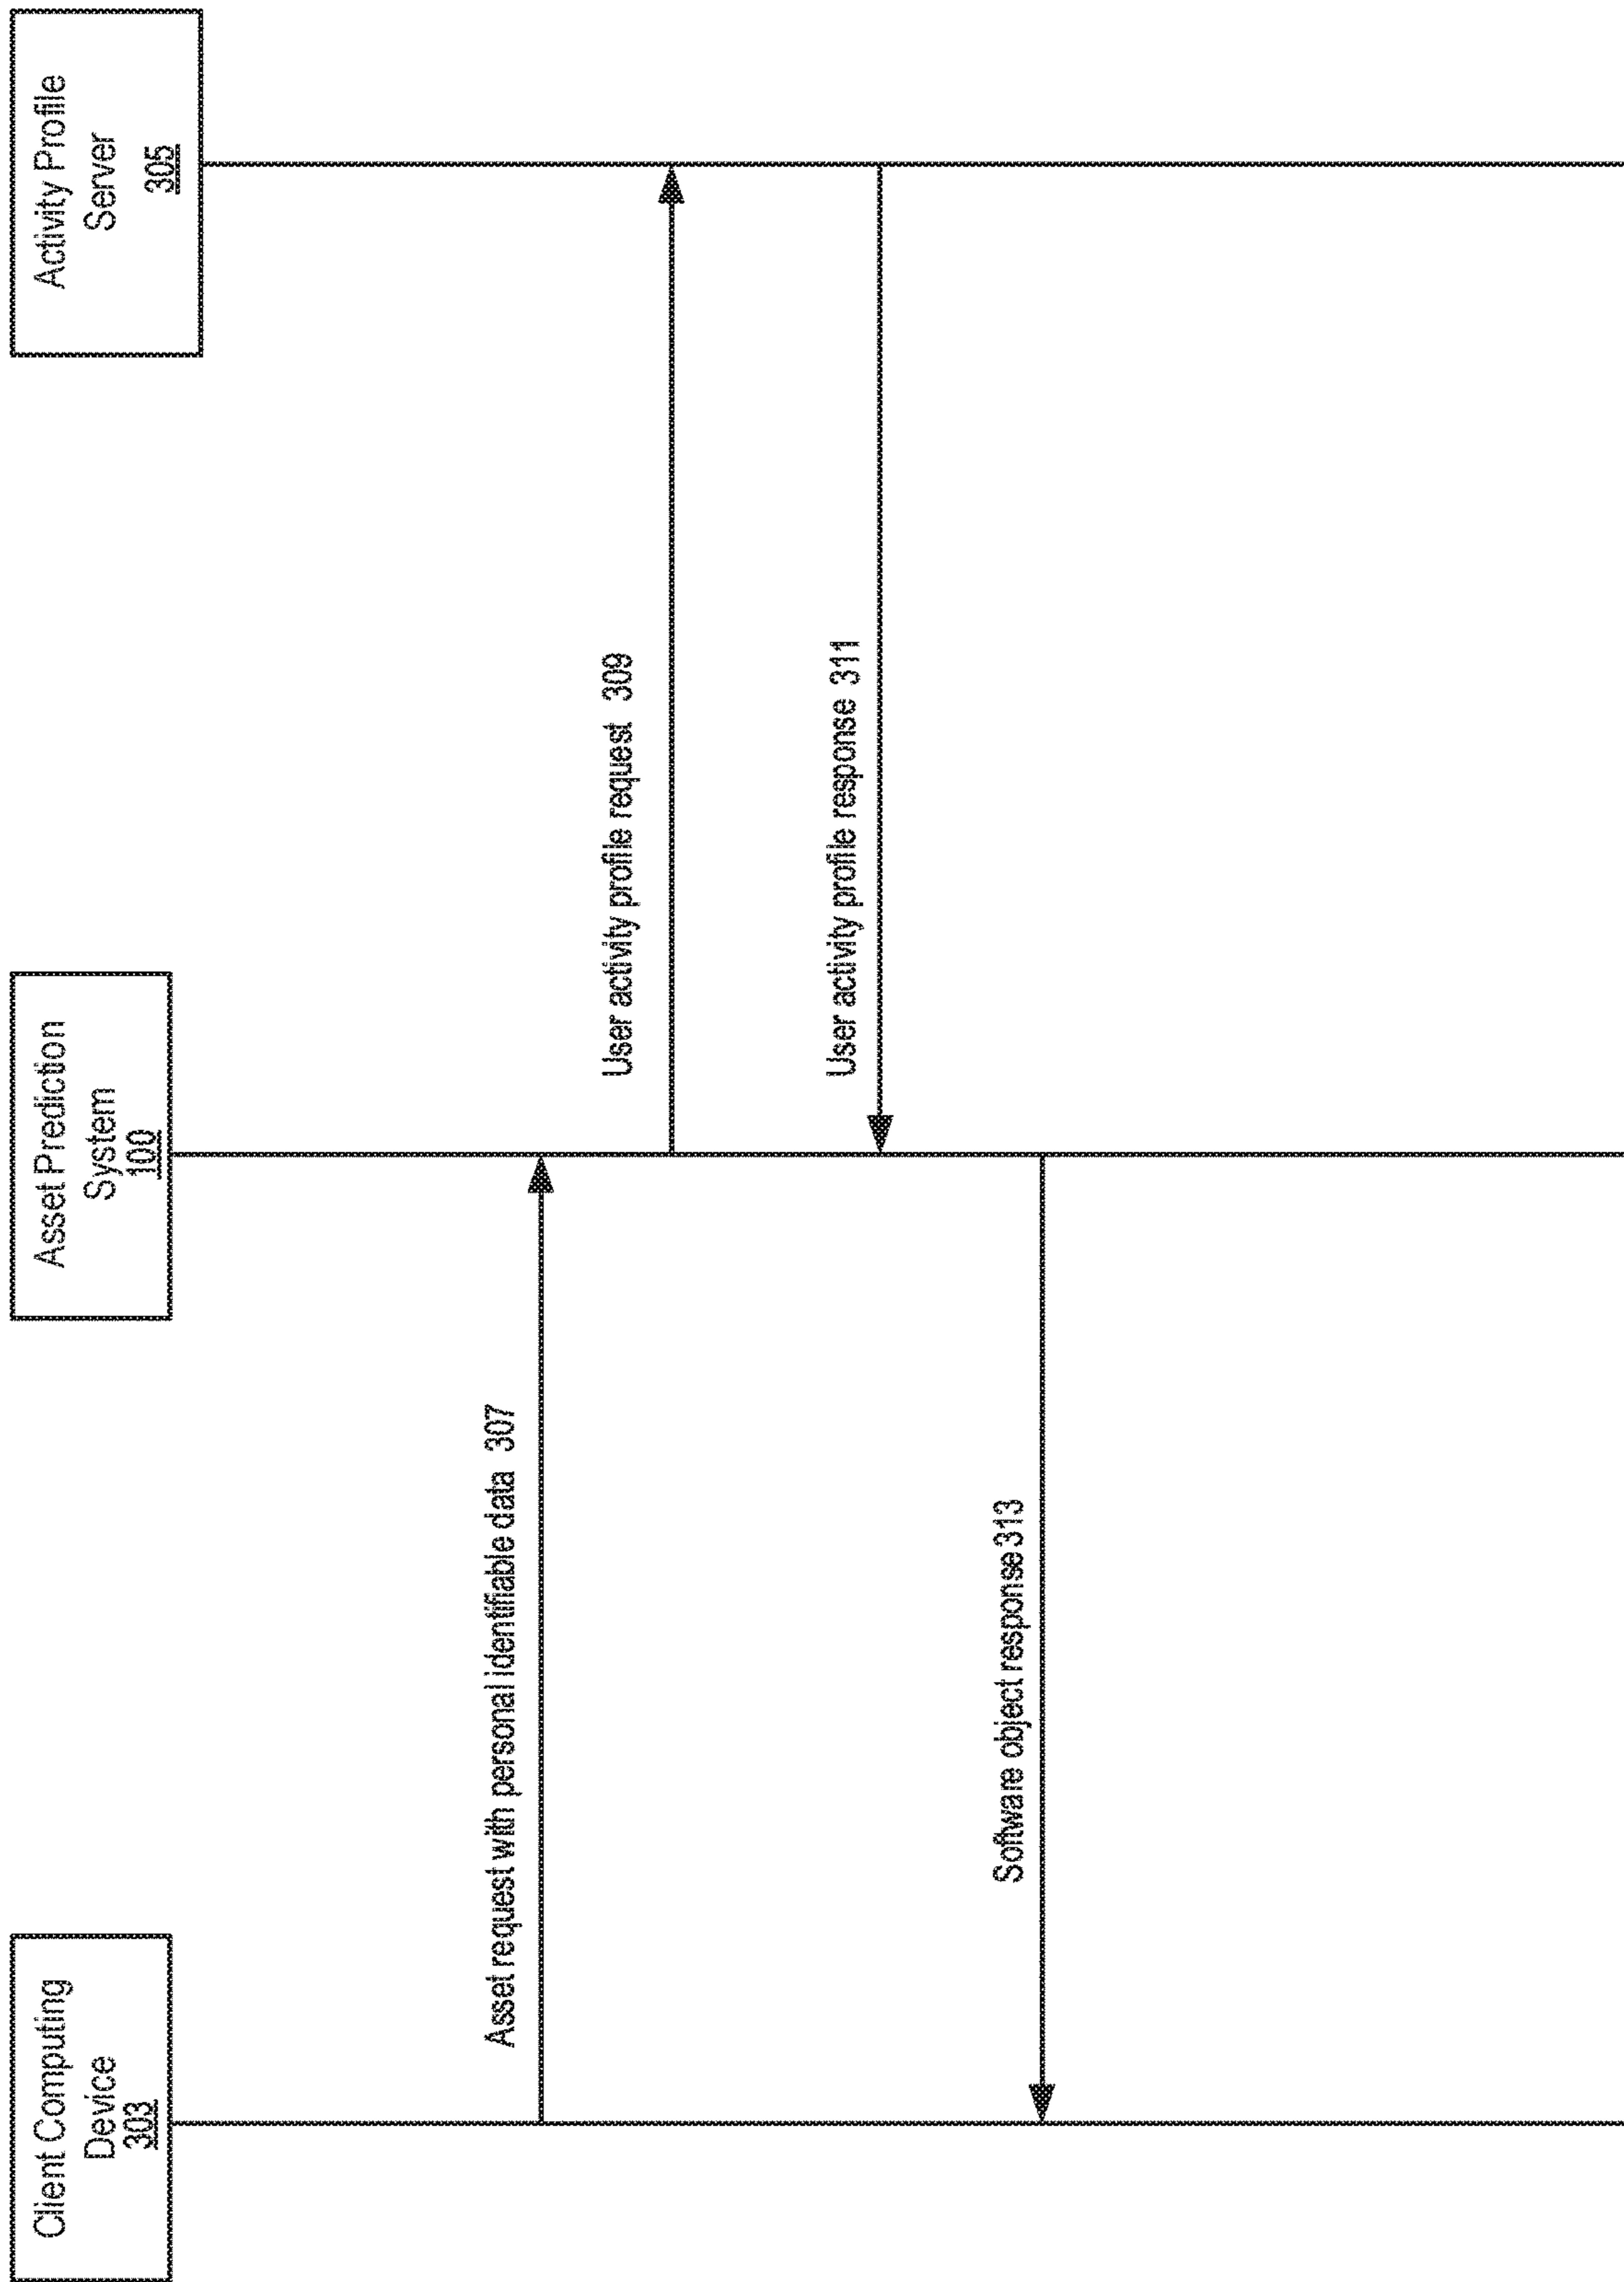 Client Computing
Device
303
Asset Prediction
System
100
Activity Profile
Server
305
Asset request with personal identifiable data 307
User activity profile request 309
User activity profile response 311
Software object response 313